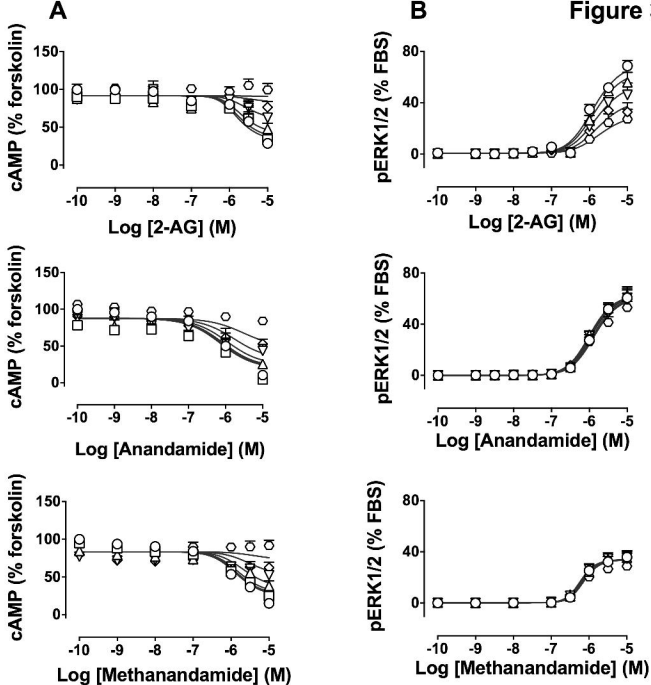 A
B
Figure
cAMP (% forskolin)
150
100
50
0
-10 -9 -8 -7 -6 -5
Log [2-AG] (M)
pERK1/2 (% FBS)
80
40
0
-10 -9 -8 -7 -6 -5
Log [2-AG] (M)
cAMP (% forskolin)
150
100
50
0
-10 -9 -8 -7 -6 -5
Log [Anandamide] (M)
pERK1/2 (% FBS)
80
40
0
-10 -9 -8 -7 -6 -5
Log [Anandamide] (M)
cAMP (% forskolin)
150
100
50
0
-10 -9 -8 -7 -6 -5
Log [Methanandamide] (M)
pERK1/2 (% FBS)
80
40
0
-10 -9 -8 -7 -6 -5
Log [Methanandamide] (M)